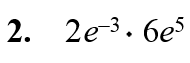 2. 2e⁻³ · 6e⁵